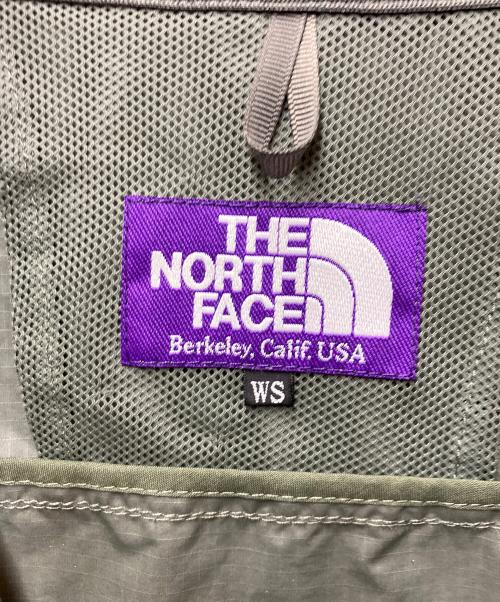 THE
NORTH
FACE
Berkeley, Calif. USA
WS